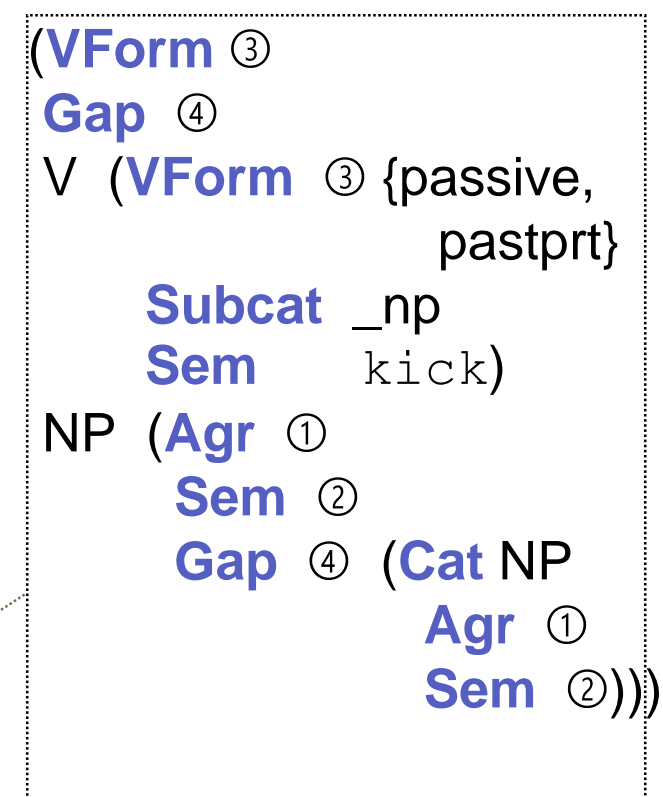 (VForm ③
Gap ④
V (VForm ③ {passive,
pastprt}
Subcat _np
Sem kick)
NP (Agr ①
Sem ②
Gap ④ (Cat NP
Agr ①
Sem ②)))